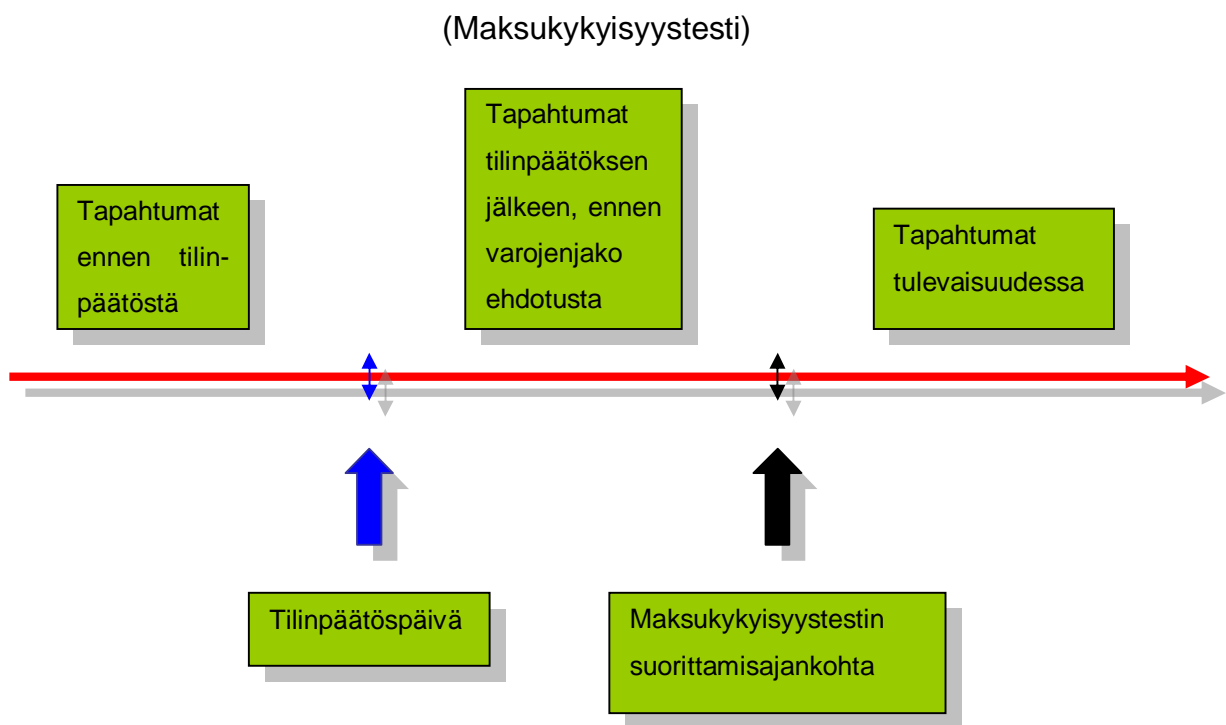 (Maksukykyisyystesti)
Tapahtumat
ennen tilin-
päätöstä
Tapahtumat
tilinpäätöksen
jälkeen, ennen
varojenjako
ehdotusta
Tapahtumat
tulevaisuudessa
Tilinpäätöspäivä
Maksukykyisyystestin
suorittamisajankohta